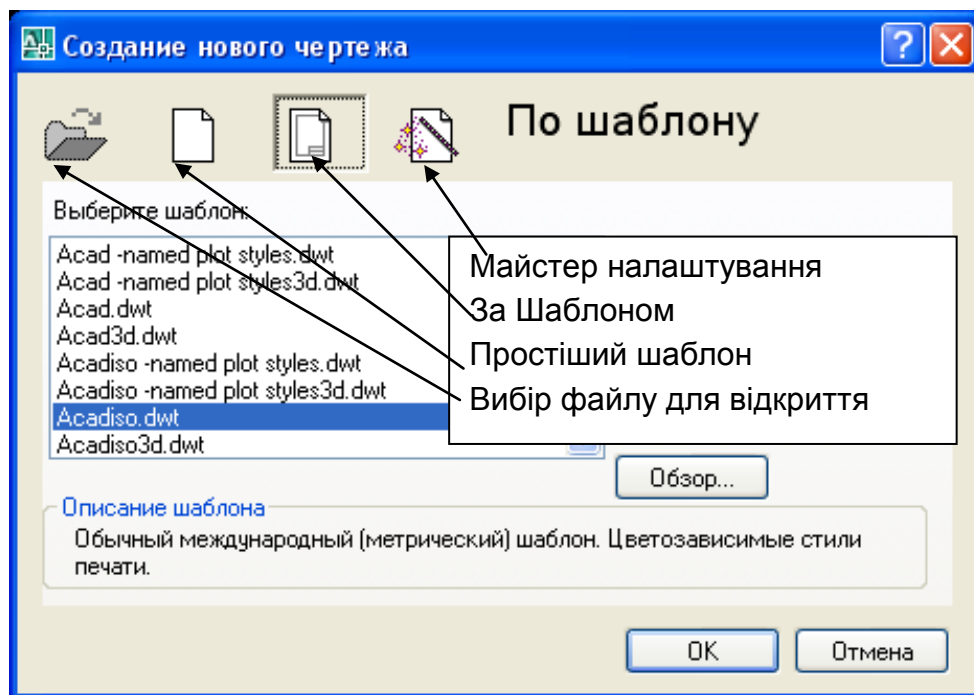 Создание нового чертежа
По шаблону
Выберите шаблон:
Acad -named plot styles.dwt
Acad -named plot styles3d.dwt
Acad.dwt
Acad3d.dwt
Acadiso -named plot styles.dwt
Acadiso -named plot styles3d.dwt
Acadiso.dwt
Acadiso3d.dwt
Майстер налаштування
За Шаблоном
Простіший шаблон
Вибір файлу для відкриття
Обзор...
Описание шаблона
Обычный международный (метрический) шаблон. Цветозависимые стили
печати.
OK
Отмена